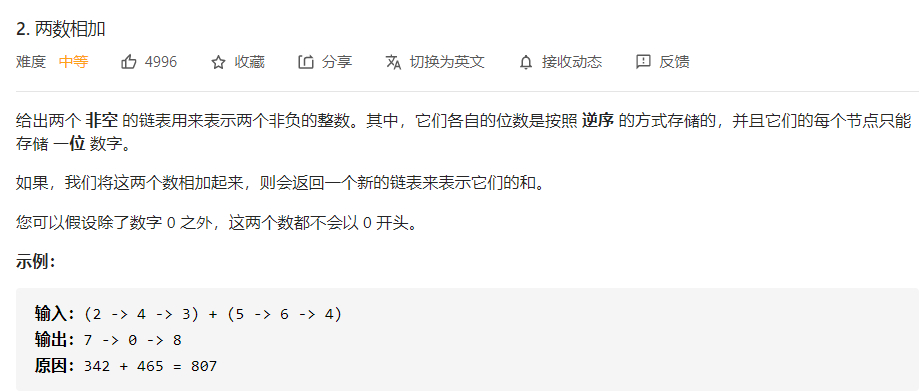 2. 两数相加
难度 中等 4996 收藏 分享 切换为英文 接收动态 反馈
给出两个 非空 的链表用来表示两个非负的整数。其中，它们各自的位数是按照 逆序 的方式存储的，并且它们的每个节点只能
存储 一位 数字。
如果，我们将这两个数相加起来，则会返回一个新的链表来表示它们的和。
您可以假设除了数字 0 之外，这两个数都不会以 0 开头。
示例：
输入：(2 -> 4 -> 3) + (5 -> 6 -> 4)
输出：7 -> 0 -> 8
原因：342 + 465 = 807